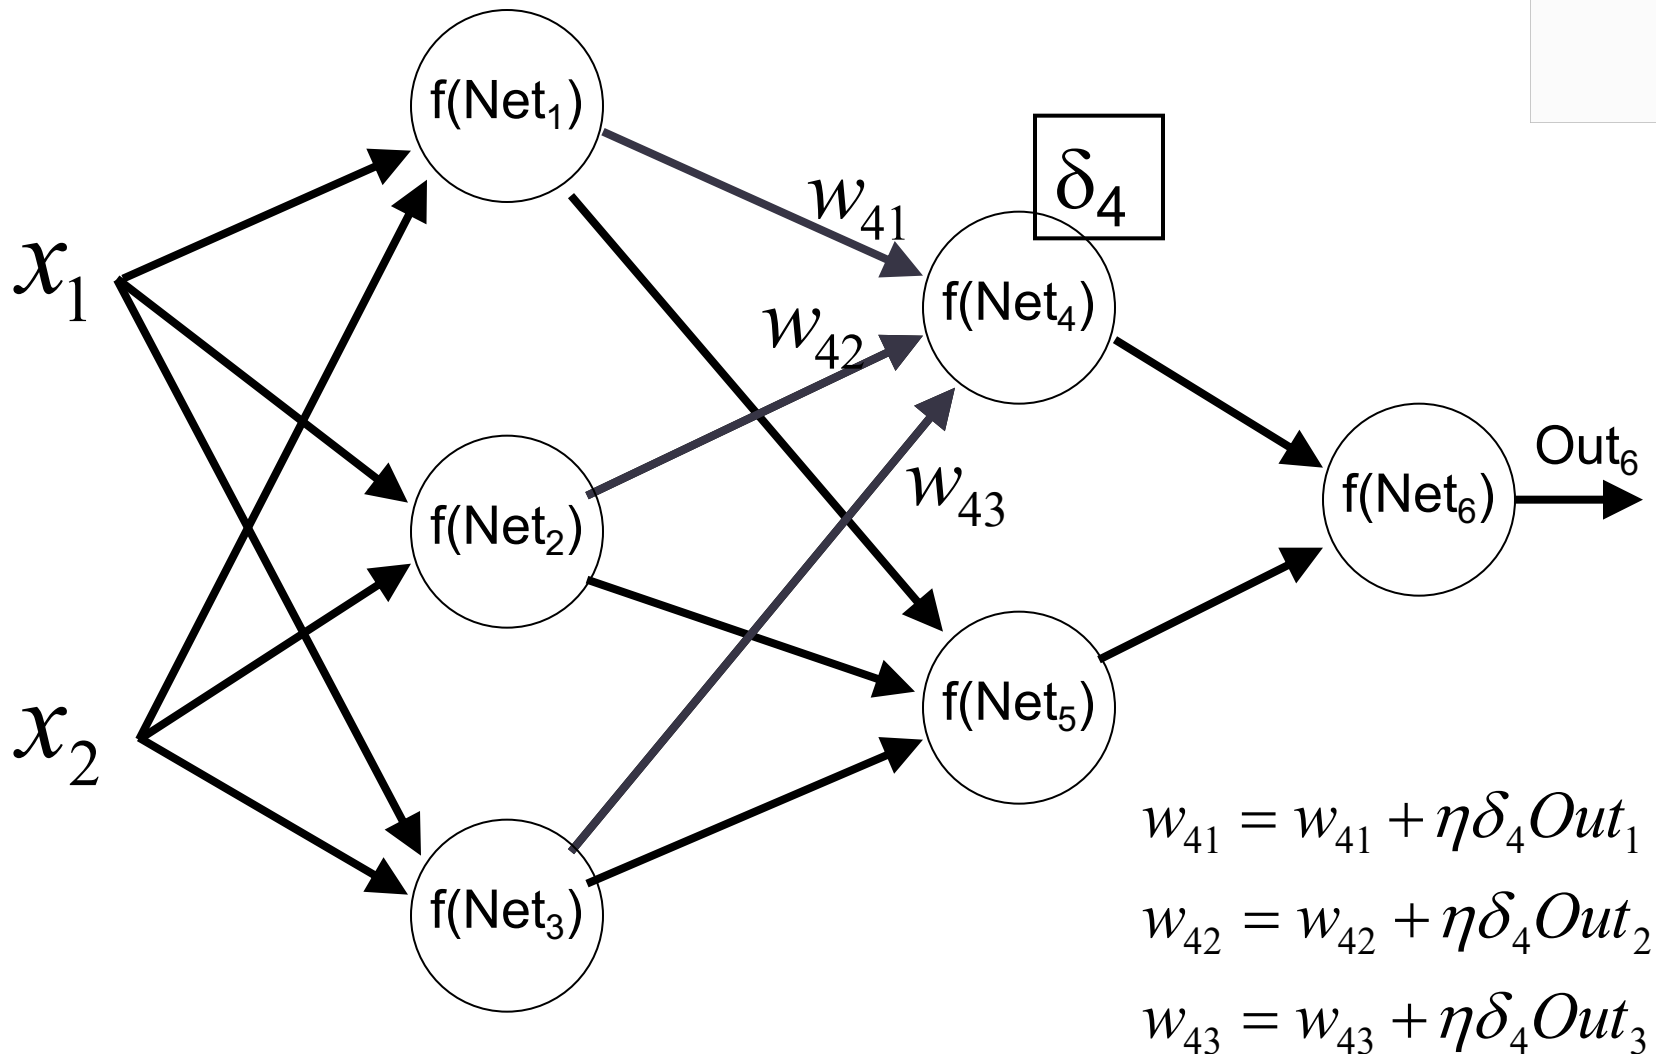 f(Net₁)
δ₄
w₄₁
x₁
f(Net₄)
w₄₂
Out₆
w₄₃
f(Net₆)
f(Net₂)
x₂
f(Net₅)
w₄₁ = w₄₁ + ηδ₄Out₁
f(Net₃)
w₄₂ = w₄₂ + ηδ₄Out₂
w₄₃ = w₄₃ + ηδ₄Out₃